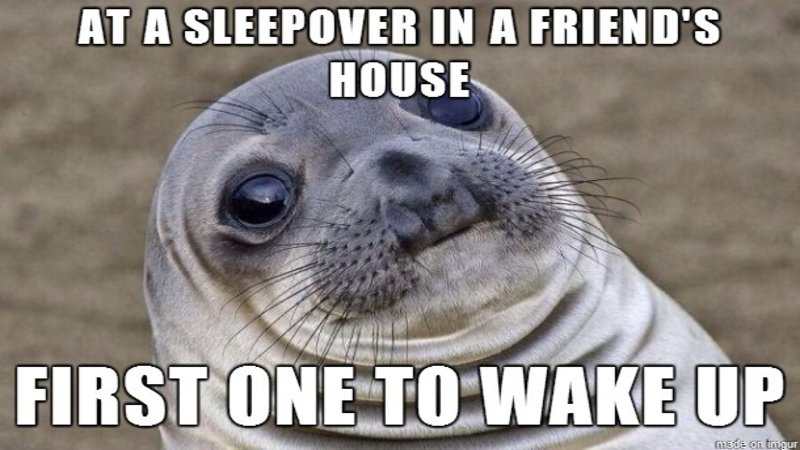 AT A SLEEPOVER IN A FRIEND'S
HOUSE
FIRST ONE TO WAKE UP
made on imgur